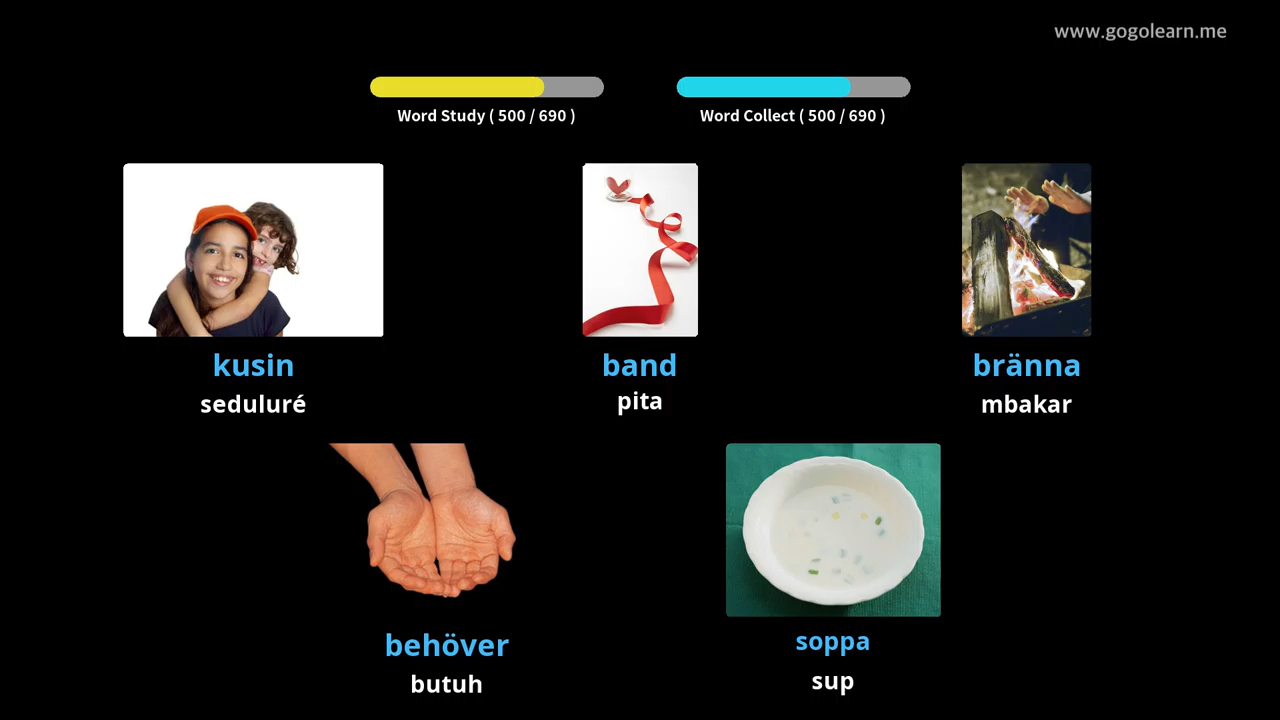 www.gogolearn.me
Word Study ( 500 / 690 )
Word Collect ( 500 / 690 )
kusin
seduluré
band
pita
bränna
mbakar
behöver
butuh
soppa
sup